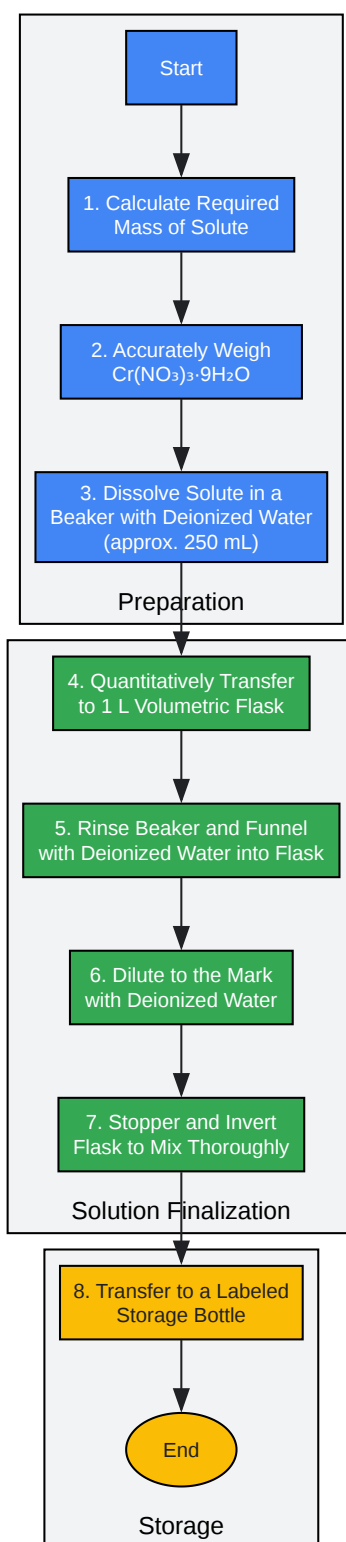 Start
1. Calculate Required
Mass of Solute
2. Accurately Weigh
Cr(NO₃)₃·9H₂O
3. Dissolve Solute in a
Beaker with Deionized Water
(approx. 250 mL)
Preparation
4. Quantitatively Transfer
to 1 L Volumetric Flask
5. Rinse Beaker and Funnel
with Deionized Water into Flask
6. Dilute to the Mark
with Deionized Water
7. Stopper and Invert
Flask to Mix Thoroughly
Solution Finalization
8. Transfer to a Labeled
Storage Bottle
End
Storage